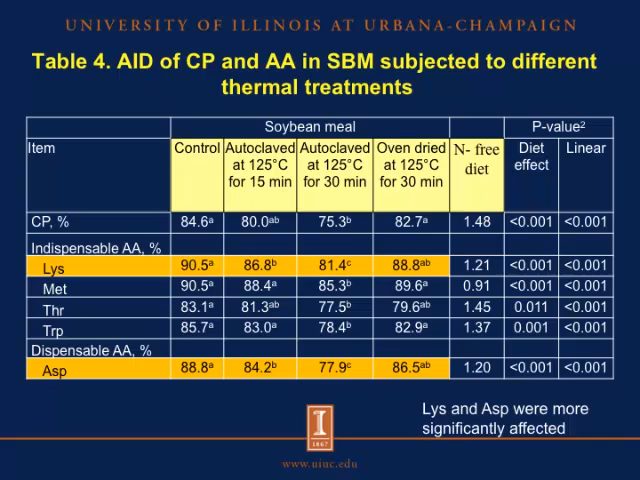 UNIVERSITY OF ILLINOIS AT URBANA-CHAMPAIGN
Table 4. AID of CP and AA in SBM subjected to different
thermal treatments
Soybean meal P-value²
Item Control Autoclaved at 125°C for 15 min Autoclaved at 125°C for 30 min Oven dried at 125°C for 30 min N- free diet Diet effect Linear
CP, % 84.6ᵃ 80.0ᵃᵇ 75.3ᵇ 82.7ᵃ 1.48 <0.001 <0.001
Indispensable AA, %
Lys 90.5ᵃ 86.8ᵇ 81.4ᶜ 88.8ᵃᵇ 1.21 <0.001 <0.001
Met 90.5ᵃ 88.4ᵃ 85.3ᵇ 89.6ᵃ 0.91 <0.001 <0.001
Thr 83.1ᵃ 81.3ᵃᵇ 77.5ᵇ 79.6ᵃᵇ 1.45 0.011 <0.001
Trp 85.7ᵃ 83.0ᵃ 78.4ᵇ 82.9ᵃ 1.37 0.001 <0.001
Dispensable AA, %
Asp 88.8ᵃ 84.2ᵇ 77.9ᶜ 86.5ᵃᵇ 1.20 <0.001 <0.001
Lys and Asp were more
significantly affected
I
1867
www.uiuc.edu